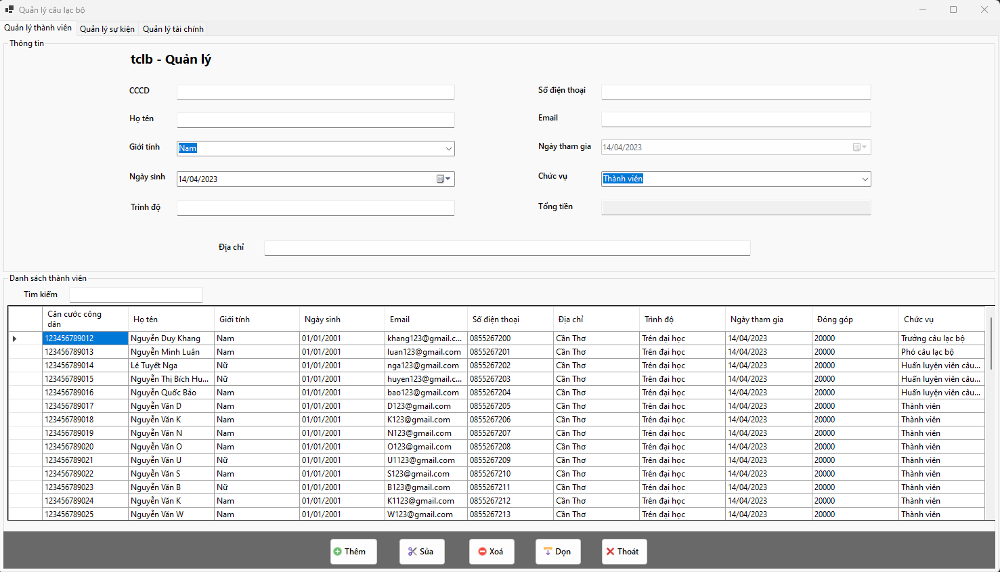 Quản lý câu lạc bộ
Quản lý thành viên Quản lý sự kiện Quản lý tài chính
Thông tin
tclb - Quản lý
CCCD
Số điện thoại
Họ tên
Email
Giới tính Nam
Ngày tham gia 14/04/2023
Ngày sinh 14/04/2023
Chức vụ Thành viên
Trình độ
Tổng tiền
Địa chỉ
Danh sách thành viên
Tìm kiếm
Căn cước công dân Họ tên Giới tính Ngày sinh Email Số điện thoại Địa chỉ Trình độ Ngày tham gia Đóng góp Chức vụ
123456789012 Nguyễn Duy Khang Nam 01/01/2001 khang123@gmail.c... 0855267200 Cần Thơ Trên đại học 14/04/2023 20000 Trưởng câu lạc bộ
123456789013 Nguyễn Minh Luân Nam 01/01/2001 luan123@gmail.com 0855267201 Cần Thơ Trên đại học 14/04/2023 20000 Phó câu lạc bộ
123456789014 Lê Tuyết Nga Nữ 01/01/2001 nga123@gmail.com 0855267202 Cần Thơ Trên đại học 14/04/2023 20000 Huấn luyện viên câu...
123456789015 Nguyễn Thị Bích Hu... Nữ 01/01/2001 huyen123@gmail.c... 0855267203 Cần Thơ Trên đại học 14/04/2023 20000 Huấn luyện viên câu...
123456789016 Nguyễn Quốc Bảo Nam 01/01/2001 bao123@gmail.com 0855267204 Cần Thơ Trên đại học 14/04/2023 20000 Huấn luyện viên câu...
123456789017 Nguyễn Văn D Nam 01/01/2001 D123@gmail.com 0855267205 Cần Thơ Trên đại học 14/04/2023 20000 Thành viên
123456789018 Nguyễn Văn K Nam 01/01/2001 K123@gmail.com 0855267206 Cần Thơ Trên đại học 14/04/2023 20000 Thành viên
123456789019 Nguyễn Văn N Nam 01/01/2001 N123@gmail.com 0855267207 Cần Thơ Trên đại học 14/04/2023 20000 Thành viên
123456789020 Nguyễn Văn O Nam 01/01/2001 O123@gmail.com 0855267208 Cần Thơ Trên đại học 14/04/2023 20000 Thành viên
123456789021 Nguyễn Văn U Nữ 01/01/2001 U1123@gmail.com 0855267209 Cần Thơ Trên đại học 14/04/2023 20000 Thành viên
123456789022 Nguyễn Văn S Nam 01/01/2001 S123@gmail.com 0855267210 Cần Thơ Trên đại học 14/04/2023 20000 Thành viên
123456789023 Nguyễn Văn B Nữ 01/01/2001 B123@gmail.com 0855267211 Cần Thơ Trên đại học 14/04/2023 20000 Thành viên
123456789024 Nguyễn Văn K Nam 01/01/2001 K1123@gmail.com 0855267212 Cần Thơ Trên đại học 14/04/2023 20000 Thành viên
123456789025 Nguyễn Văn W Nam 01/01/2001 W123@gmail.com 0855267213 Cần Thơ Trên đại học 14/04/2023 20000 Thành viên
Thêm Sửa Xoá Dọn Thoát